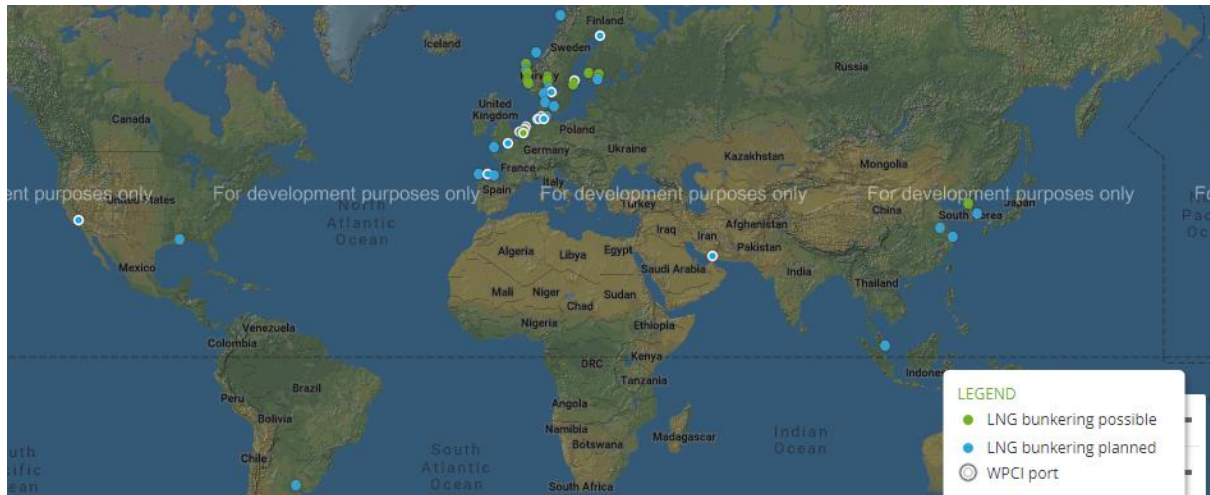 Finland
Iceland
Sweden
Norway
Russia
Canada
United
Kingdom
Poland
Germany
Ukraine
Kazakhstan
Mongolia
France
Spain
Italy
ent purposes only
For development purposes only
For development purposes only
For development purposes only
Fo
United States
North
Atlantic
Ocean
Turkey
China
South Korea
Japan
Afghanistan
Iraq
Iran
Pakistan
Algeria
Libya
Egypt
Saudi Arabia
India
Mexico
Mali
Niger
Chad
Sudan
Thailand
Nigeria
Ethiopia
Venezuela
Colombia
Kenya
DRC
Tanzania
Brazil
Peru
Angola
Bolivia
Namibia
Botswana
Madagascar
Indian
Ocean
Chile
South
Atlantic
Ocean
South Africa
LEGEND
LNG bunkering possible
LNG bunkering planned
WPCI port